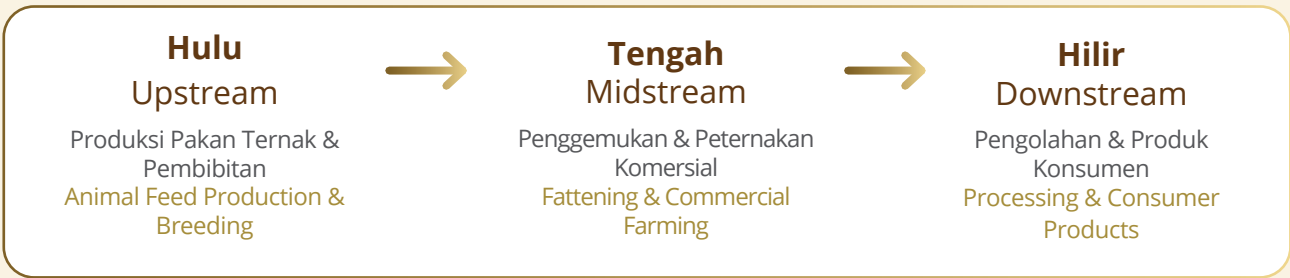 Hulu
Upstream
Produksi Pakan Ternak &
Pembibitan
Animal Feed Production &
Breeding
Tengah
Midstream
Penggemukan & Peternakan
Komersial
Fattening & Commercial
Farming
Hilir
Downstream
Pengolahan & Produk
Konsumen
Processing & Consumer
Products